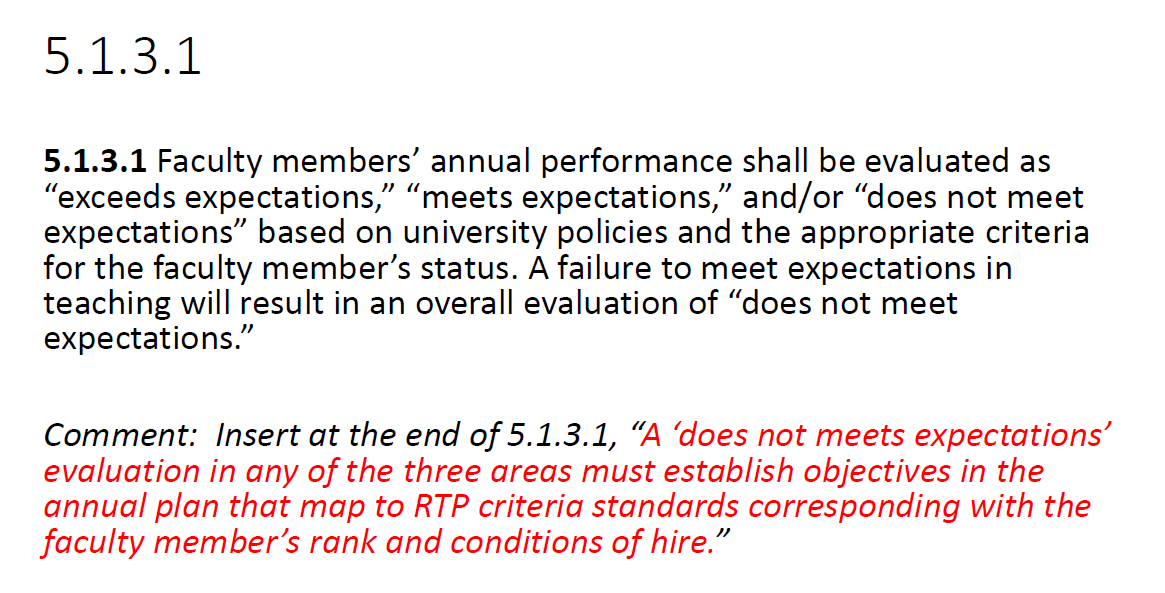 5.1.3.1
5.1.3.1 Faculty members’ annual performance shall be evaluated as
“exceeds expectations,” “meets expectations,” and/or “does not meet
expectations” based on university policies and the appropriate criteria
for the faculty member’s status. A failure to meet expectations in
teaching will result in an overall evaluation of “does not meet
expectations.”
Comment:  Insert at the end of 5.1.3.1, “A ‘does not meets expectations’
evaluation in any of the three areas must establish objectives in the
annual plan that map to RTP criteria standards corresponding with the
faculty member’s rank and conditions of hire.”